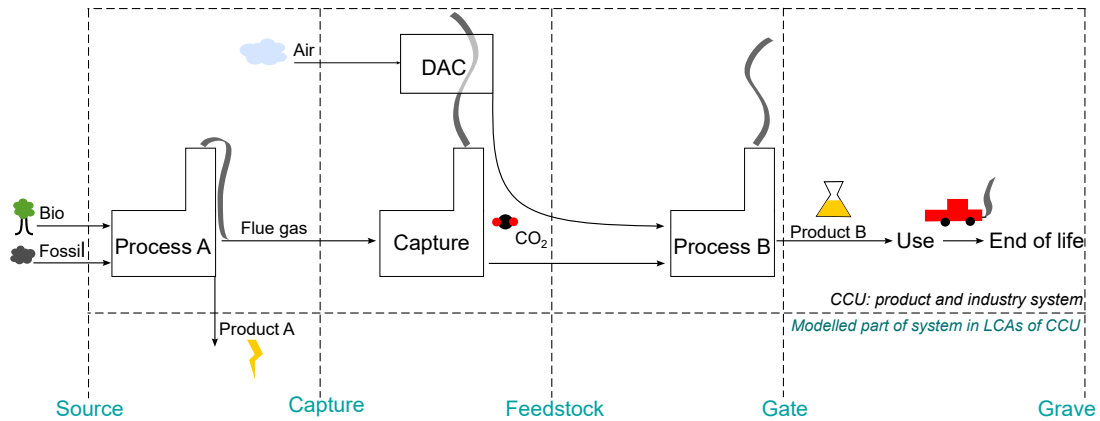 Air
DAC
Bio
Fossil
Process A
Flue gas
Capture
CO₂
Process B
Product B
Use
End of life
CCU: product and industry system
Modelled part of system in LCAs of CCU
Product A
Source
Capture
Feedstock
Gate
Grave